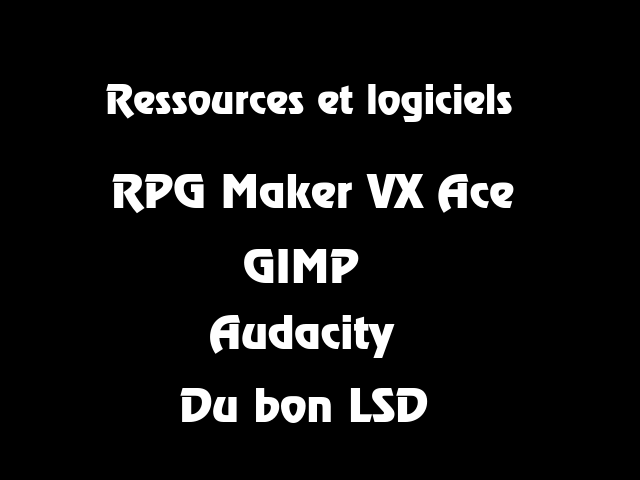 Ressources et logiciels
RPG Maker VX Ace
GIMP
Audacity
Du bon LSD